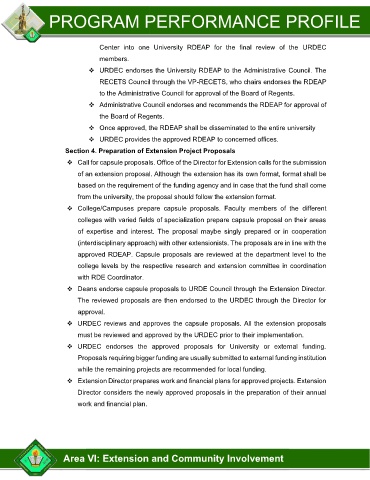 PROGRAM PERFORMANCE PROFILE
Center into one University RDEAP for the final review of the URDEC
members.
❖ URDEC endorses the University RDEAP to the Administrative Council. The
RECETS Council through the VP-RECETS, who chairs endorses the RDEAP
to the Administrative Council for approval of the Board of Regents.
❖ Administrative Council endorses and recommends the RDEAP for approval of
the Board of Regents.
❖ Once approved, the RDEAP shall be disseminated to the entire university
❖ URDEC provides the approved RDEAP to concerned offices.
Section 4. Preparation of Extension Project Proposals
❖ Call for capsule proposals. Office of the Director for Extension calls for the submission
of an extension proposal. Although the extension has its own format, format shall be
based on the requirement of the funding agency and in case that the fund shall come
from the university, the proposal should follow the extension format.
❖ College/Campuses prepare capsule proposals. Faculty members of the different
colleges with varied fields of specialization prepare capsule proposal on their areas
of expertise and interest. The proposal maybe singly prepared or in cooperation
(interdisciplinary approach) with other extensionists. The proposals are in line with the
approved RDEAP. Capsule proposals are reviewed at the department level to the
college levels by the respective research and extension committee in coordination
with RDE Coordinator.
❖ Deans endorse capsule proposals to URDE Council through the Extension Director.
The reviewed proposals are then endorsed to the URDEC through the Director for
approval.
❖ URDEC reviews and approves the capsule proposals. All the extension proposals
must be reviewed and approved by the URDEC prior to their implementation.
❖ URDEC endorses the approved proposals for University or external funding.
Proposals requiring bigger funding are usually submitted to external funding institution
while the remaining projects are recommended for local funding.
❖ Extension Director prepares work and financial plans for approved projects. Extension
Director considers the newly approved proposals in the preparation of their annual
work and financial plan.
Area VI: Extension and Community Involvement